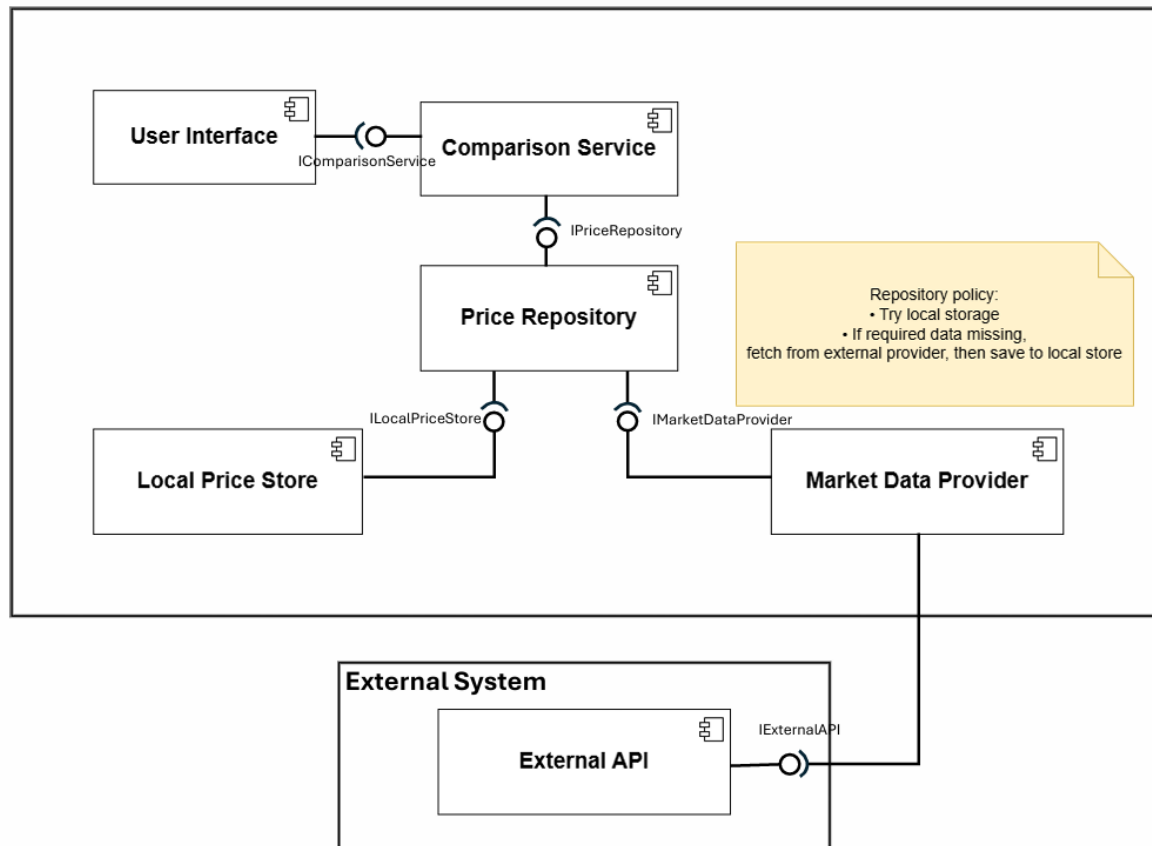 User Interface
IComparisonService
Comparison Service
IPriceRepository
Price Repository
Repository policy:
• Try local storage
• If required data missing,
fetch from external provider, then save to local store
ILocalPriceStore
IMarketDataProvider
Local Price Store
Market Data Provider
External System
External API
IExternalAPI